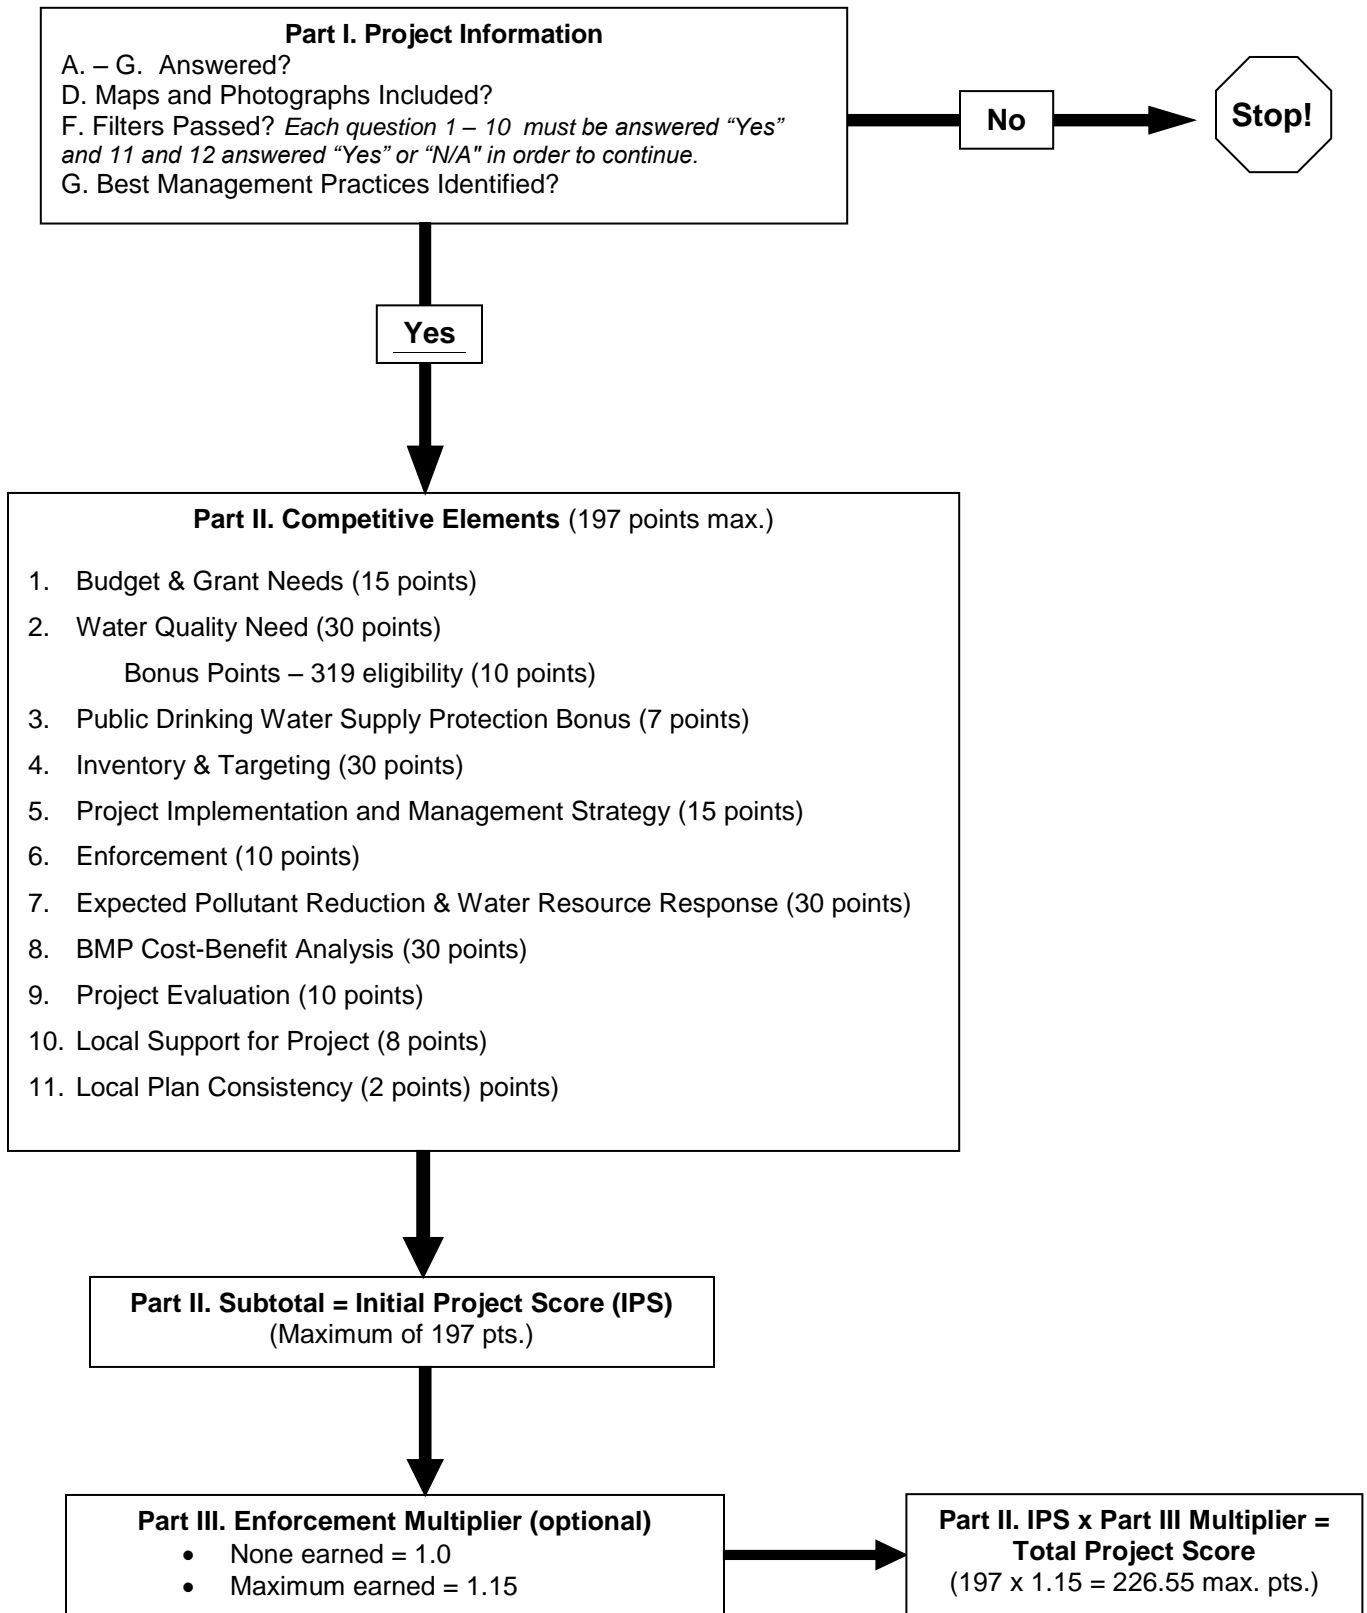 Part I. Project Information
A. – G. Answered?
D. Maps and Photographs Included?
F. Filters Passed? Each question 1 – 10 must be answered “Yes”
and 11 and 12 answered “Yes” or “N/A" in order to continue.
G. Best Management Practices Identified?
No
Stop!
Yes
Part II. Competitive Elements (197 points max.)
1. Budget & Grant Needs (15 points)
2. Water Quality Need (30 points)
Bonus Points – 319 eligibility (10 points)
3. Public Drinking Water Supply Protection Bonus (7 points)
4. Inventory & Targeting (30 points)
5. Project Implementation and Management Strategy (15 points)
6. Enforcement (10 points)
7. Expected Pollutant Reduction & Water Resource Response (30 points)
8. BMP Cost-Benefit Analysis (30 points)
9. Project Evaluation (10 points)
10. Local Support for Project (8 points)
11. Local Plan Consistency (2 points) points)
Part II. Subtotal = Initial Project Score (IPS)
(Maximum of 197 pts.)
Part III. Enforcement Multiplier (optional)
• None earned = 1.0
• Maximum earned = 1.15
Part II. IPS x Part III Multiplier =
Total Project Score
(197 x 1.15 = 226.55 max. pts.)